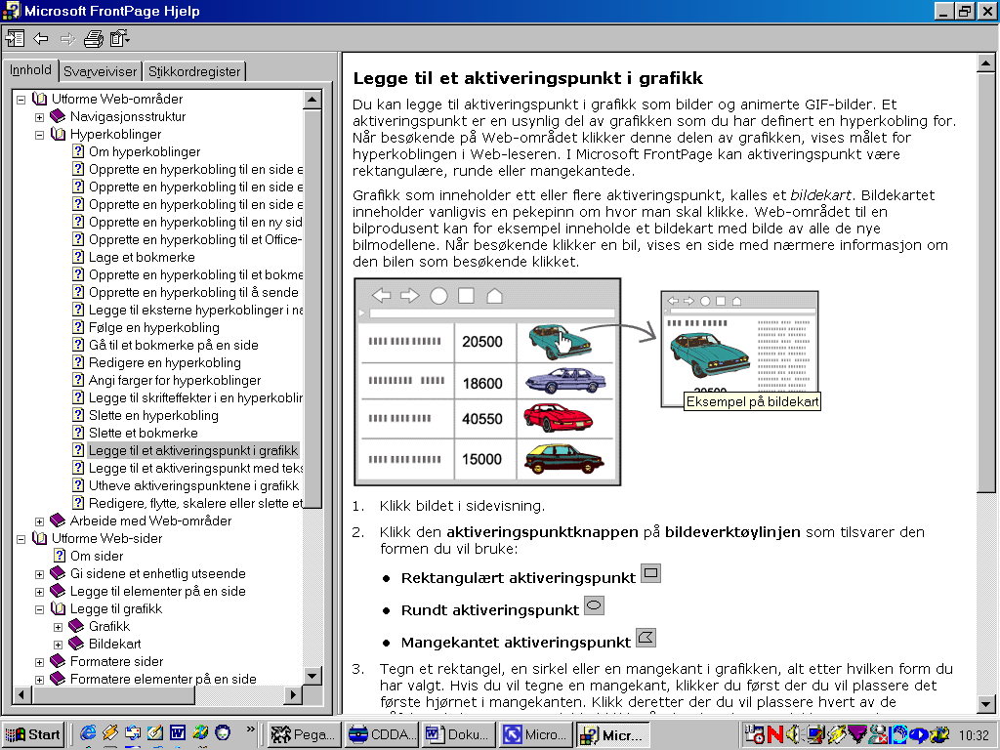 Microsoft FrontPage Hjelp
Innhold
Svarveiviser
Stikkordregister
Utforme Web-områder
Navigasjonsstruktur
Hyperkoblinger
Om hyperkoblinger
Opprette en hyperkobling til en side e
Opprette en hyperkobling til en side e
Opprette en hyperkobling til en side e
Opprette en hyperkobling til en ny sid
Opprette en hyperkobling til et Office-
Lage et bokmerke
Opprette en hyperkobling til et bokme
Opprette en hyperkobling til å sende
Legge til eksterne hyperkoblinger i na
Følge en hyperkobling
Gå til et bokmerke på en side
Redigere en hyperkobling
Angi farger for hyperkoblinger
Legge til skrifteffekter i en hyperkoblin
Slette en hyperkobling
Slette et bokmerke
Legge til et aktiveringspunkt i grafikk
Legge til et aktiveringspunkt med teks
Utheve aktiveringspunktene i grafikk
Redigere, flytte, skalere eller slette et
Arbeide med Web-områder
Utforme Web-sider
Om sider
Gi sidene et enhetlig utseende
Legge til elementer på en side
Legge til grafikk
Grafikk
Bildekart
Formatere sider
Formatere elementer på en side
Legge til et aktiveringspunkt i grafikk
Du kan legge til aktiveringspunkt i grafikk som bilder og animerte GIF-bilder. Et
aktiveringspunkt er en usynlig del av grafikken som du har definert en hyperkobling for.
Når besøkende på Web-området klikker denne delen av grafikken, vises målet for
hyperkoblingen i Web-leseren. I Microsoft FrontPage kan aktiveringspunkt være
rektangulære, runde eller mangekantede.
Grafikk som inneholder ett eller flere aktiveringspunkt, kalles et bildekart. Bildekartet
inneholder vanligvis en pekepinn om hvor man skal klikke. Web-området til en
bilprodusent kan for eksempel inneholde et bildekart med bilde av alle de nye
bilmodellene. Når besøkende klikker en bil, vises en side med nærmere informasjon om
den bilen som besøkende klikket.
20500
18600
40550
15000
20500
Eksempel på bildekart
1. Klikk bildet i sidevisning.
2. Klikk den aktiveringspunktknappen på bildeverktøylinjen som tilsvarer den
formen du vil bruke:
• Rektangulært aktiveringspunkt
• Rundt aktiveringspunkt
• Mangekantet aktiveringspunkt
3. Tegn et rektangel, en sirkel eller en mangekant i grafikken, alt etter hvilken form du
har valgt. Hvis du vil tegne en mangekant, klikker du først der du vil plassere det
første hjørnet i mangekanten. Klikk deretter der du vil plassere hvert av de
Start
»
Pega...
CDDA...
Doku...
Micro...
Micr...
10:32